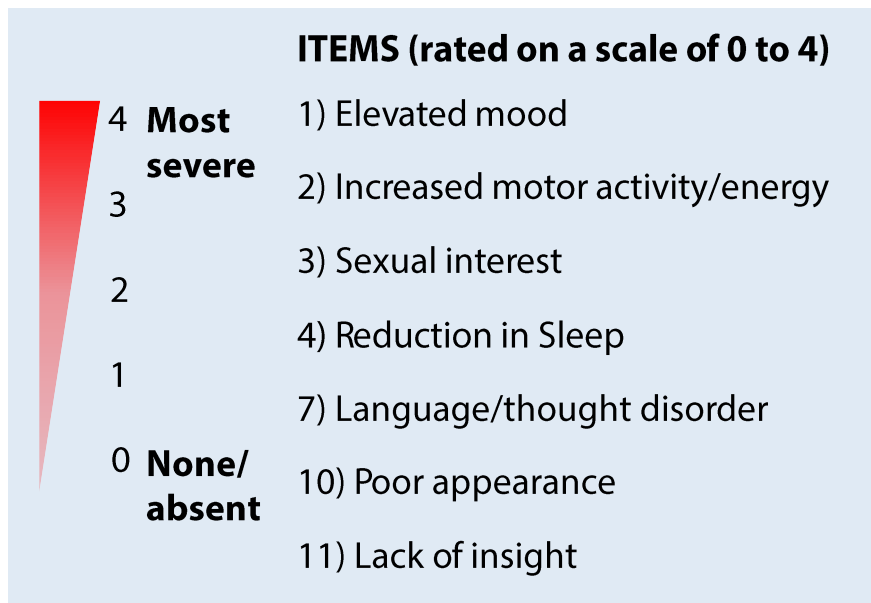 ITEMS (rated on a scale of 0 to 4)
4 Most
severe
3
2
1
0 None/
absent
1) Elevated mood
2) Increased motor activity/energy
3) Sexual interest
4) Reduction in Sleep
7) Language/thought disorder
10) Poor appearance
11) Lack of insight